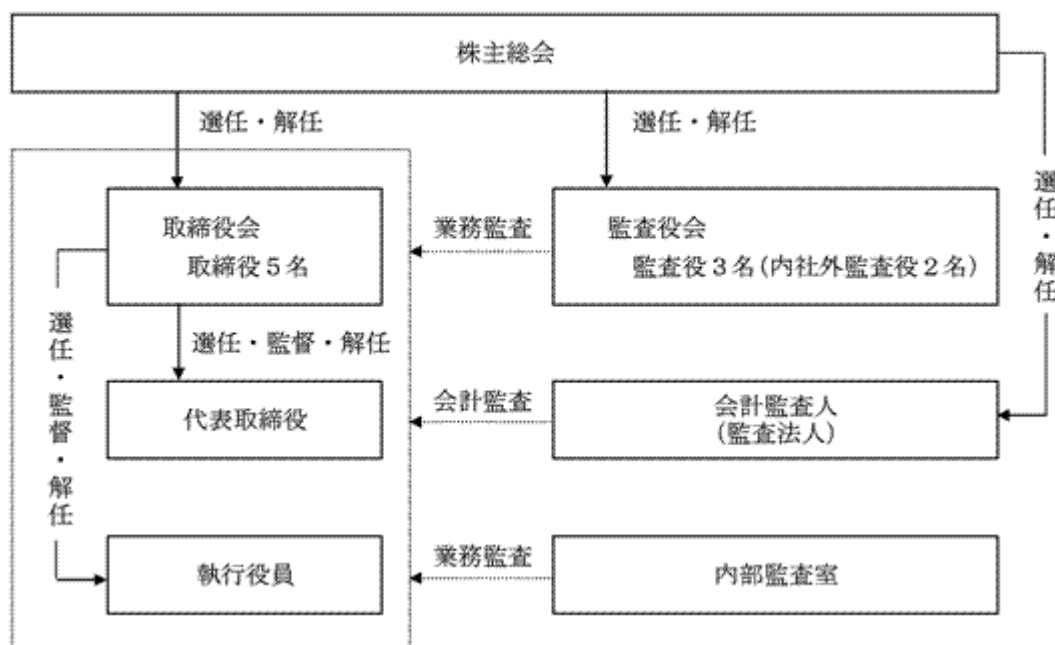 株主総会
選任・解任
選任・解任
選任・解任
取締役会
取締役5名
業務監査
監査役会
監査役3名(内社外監査役2名)
選任・監督・解任
選任・監督・解任
代表取締役
会計監査
会計監査人
(監査法人)
執行役員
業務監査
内部監査室